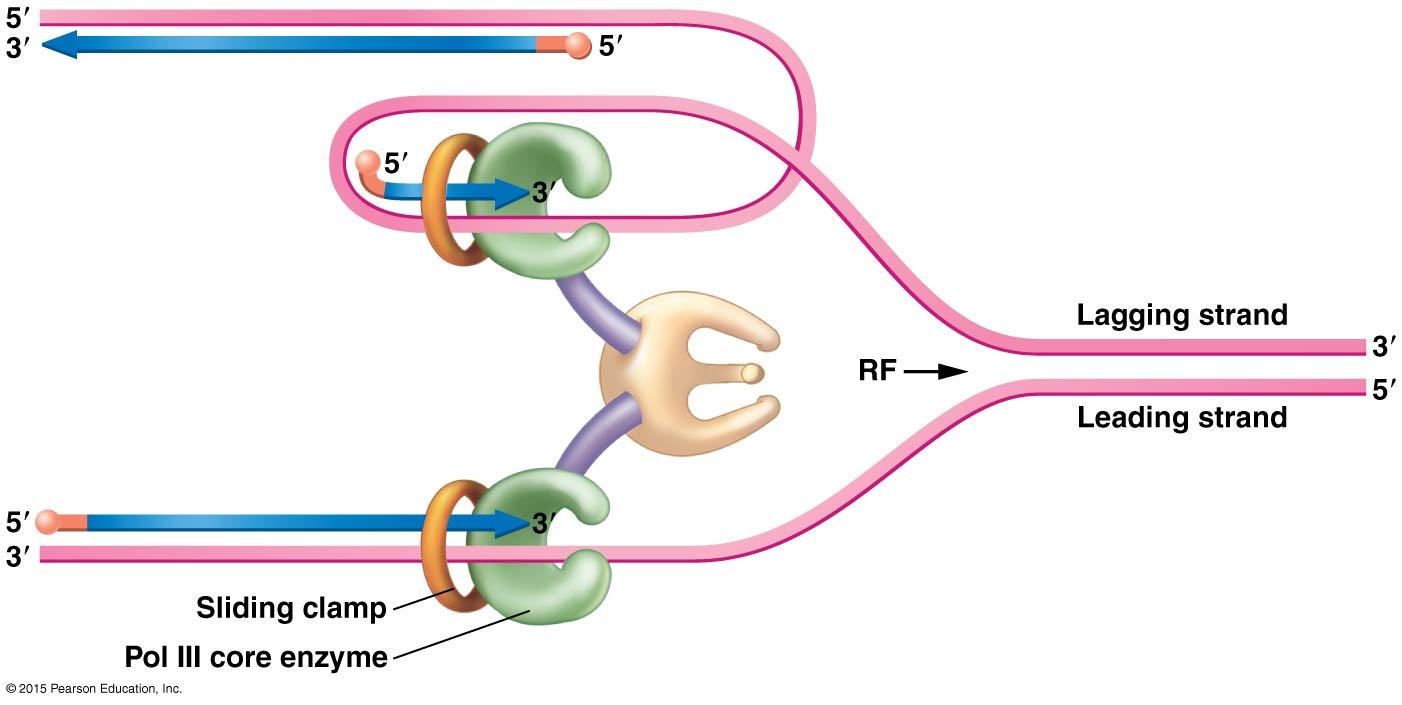 5′
3′
5′
5′
3′
Lagging strand
3′
RF
5′
Leading strand
5′
3′
3′
Sliding clamp
Pol III core enzyme
© 2015 Pearson Education, Inc.